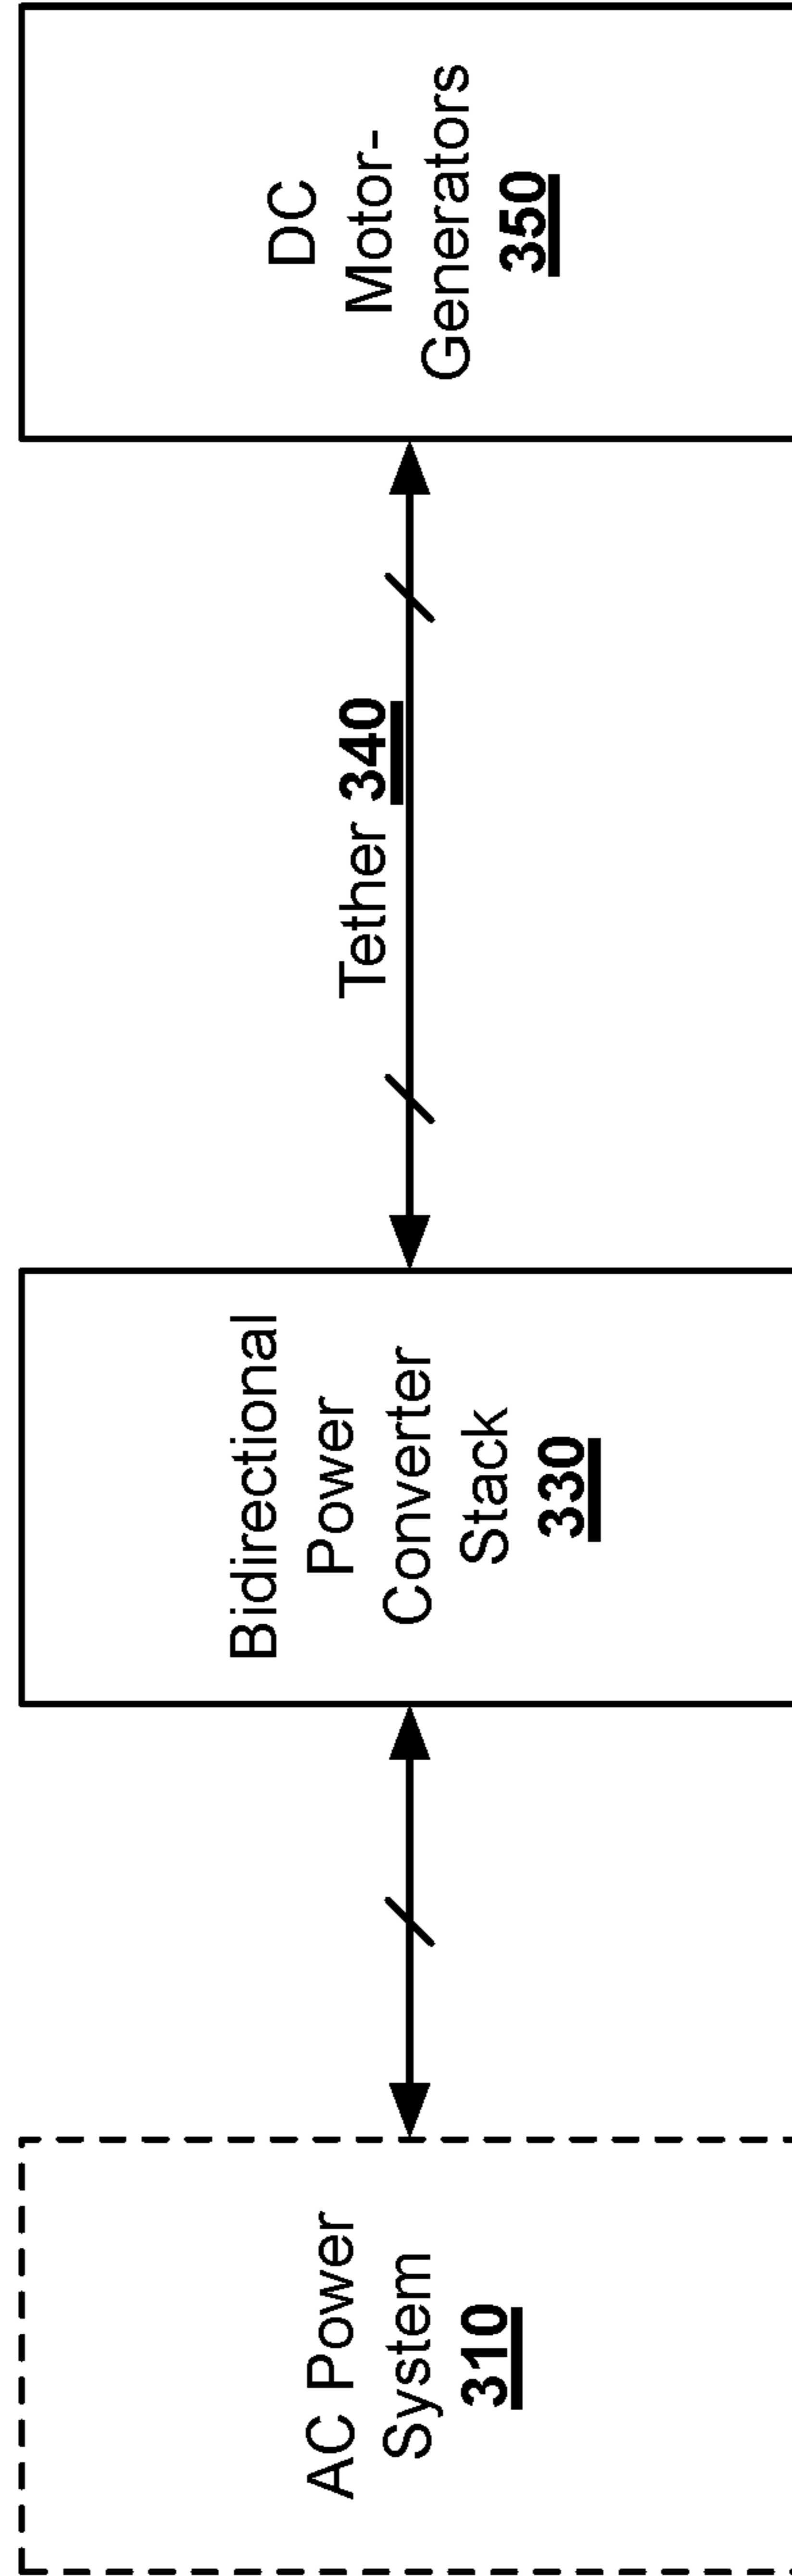 AC Power
System
310
Bidirectional
Power
Converter
Stack
330
Tether 340
DC
Motor-
Generators
350